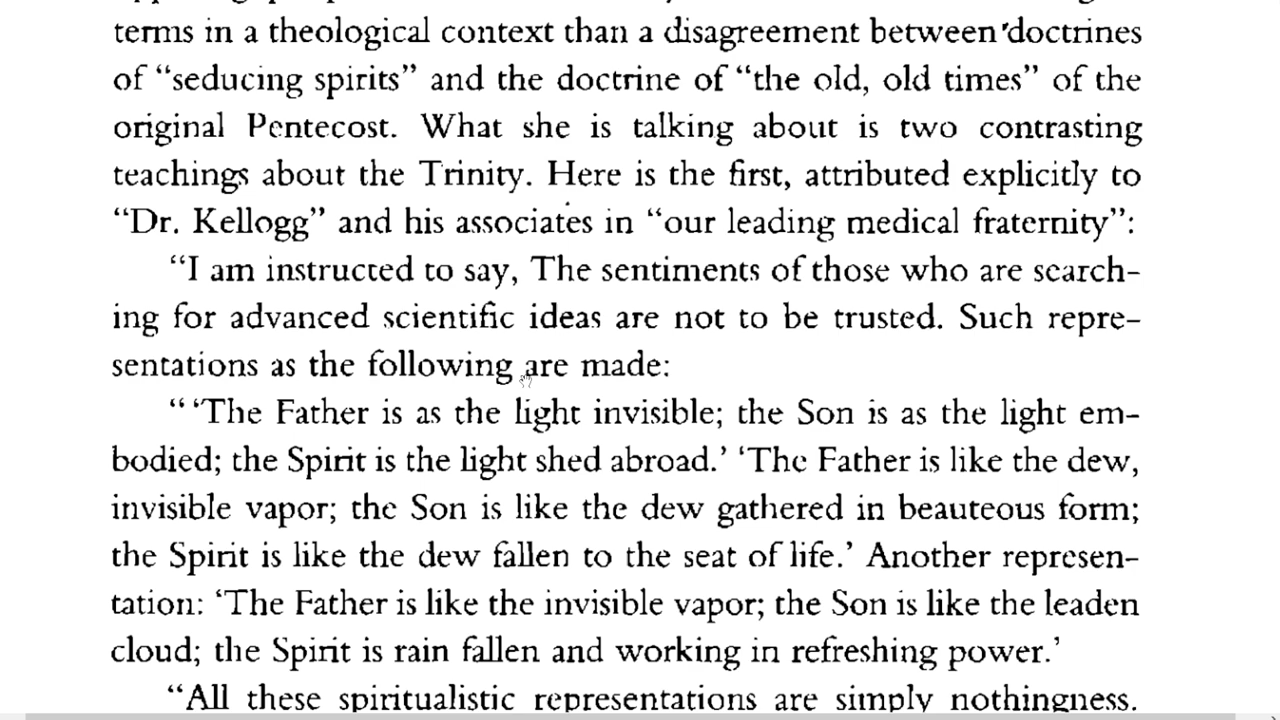 terms in a theological context than a disagreement between doctrines
of “seducing spirits” and the doctrine of “the old, old times” of the
original Pentecost. What she is talking about is two contrasting
teachings about the Trinity. Here is the first, attributed explicitly to
“Dr. Kellogg” and his associates in “our leading medical fraternity”:
“I am instructed to say, The sentiments of those who are search-
ing for advanced scientific ideas are not to be trusted. Such repre-
sentations as the following are made:
“ ‘The Father is as the light invisible; the Son is as the light em-
bodied; the Spirit is the light shed abroad.’ ‘The Father is like the dew,
invisible vapor; the Son is like the dew gathered in beauteous form;
the Spirit is like the dew fallen to the seat of life.’ Another represen-
tation: ‘The Father is like the invisible vapor; the Son is like the leaden
cloud; the Spirit is rain fallen and working in refreshing power.’
“All these spiritualistic representations are simply nothingness.